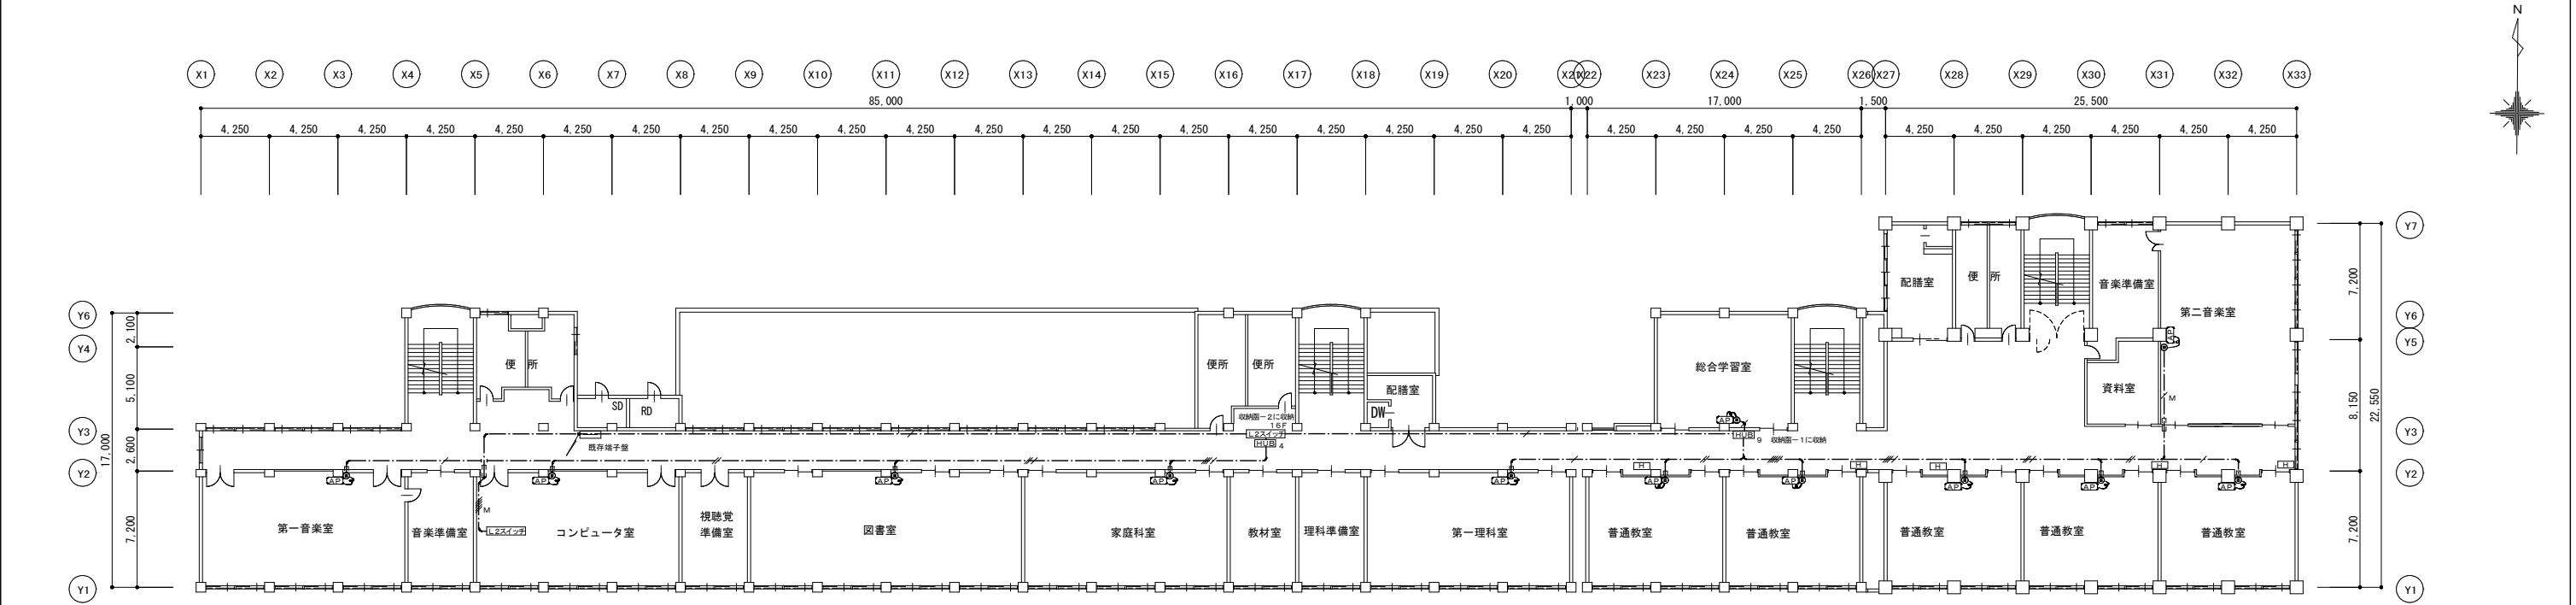 N
X1 X2 X3 X4 X5 X6 X7 X8 X9 X10 X11 X12 X13 X14 X15 X16 X17 X18 X19 X20 X21 X22 X23 X24 X25 X26 X27 X28 X29 X30 X31 X32 X33
85,000 1,000 17,000 1,500 25,500
4,250 4,250 4,250 4,250 4,250 4,250 4,250 4,250 4,250 4,250 4,250 4,250 4,250 4,250 4,250 4,250 4,250 4,250 4,250 4,250 4,250 4,250 4,250 4,250 4,250 4,250 4,250 4,250 4,250 4,250
Y7
7,200
配膳室 便 所 音楽準備室
第二音楽室
Y6 Y6
2,100
Y4 Y5
AP
便 所 便所 便所 総合学習室
5,100
配膳室 資料室
8,150
22,550
SD RD DW
M
収納函-2に収納
16F
AP
Y3 Y3
L2スイッチ
HUB 4
HUB 9 収納函-1に収納
既存端子盤
17,000
2,600
H H H H H
Y2 Y2
AP AP AP AP AP AP AP AP AP AP
M
L2スイッチ
7,200 7,200
第一音楽室 音楽準備室 コンピュータ室 視聴覚
準備室 図書室 家庭科室 教材室 理科準備室 第一理科室 普通教室 普通教室 普通教室 普通教室 普通教室
Y1 Y1